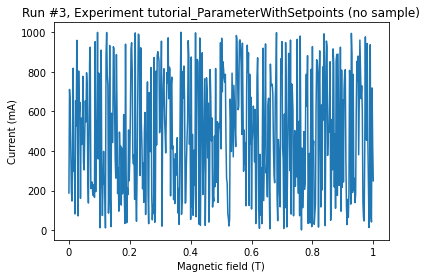 Run #3, Experiment tutorial_ParameterWithSetpoints (no sample)
1000
800
600
400
200
0
Current (mA)
0 0.2 0.4 0.6 0.8 1
Magnetic field (T)